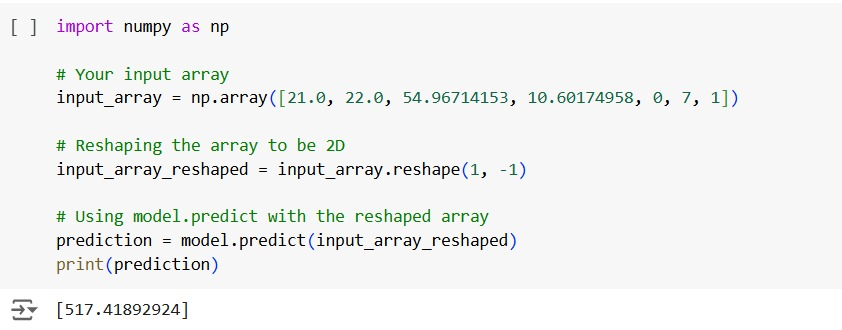 [ ] import numpy as np
# Your input array
input_array = np.array([21.0, 22.0, 54.96714153, 10.60174958, 0, 7, 1])
# Reshaping the array to be 2D
input_array_reshaped = input_array.reshape(1, -1)
# Using model.predict with the reshaped array
prediction = model.predict(input_array_reshaped)
print(prediction)
[517.41892924]